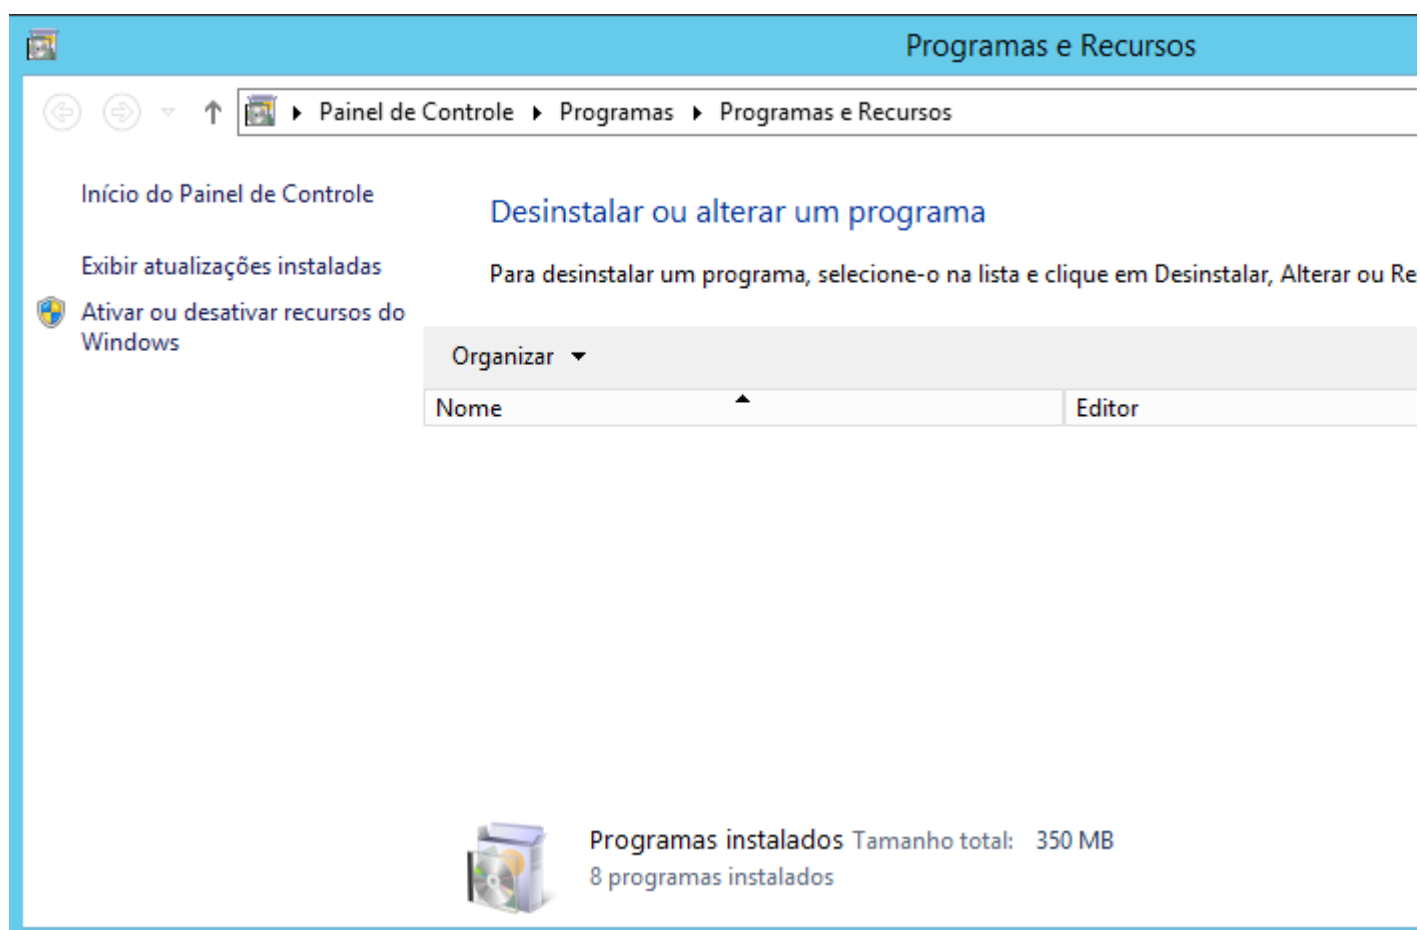 Programas e Recursos
Painel de Controle Programas Programas e Recursos
Início do Painel de Controle
Exibir atualizações instaladas
Ativar ou desativar recursos do
Windows
Desinstalar ou alterar um programa
Para desinstalar um programa, selecione-o na lista e clique em Desinstalar, Alterar ou Re
Organizar
Nome Editor
Programas instalados Tamanho total: 350 MB
8 programas instalados